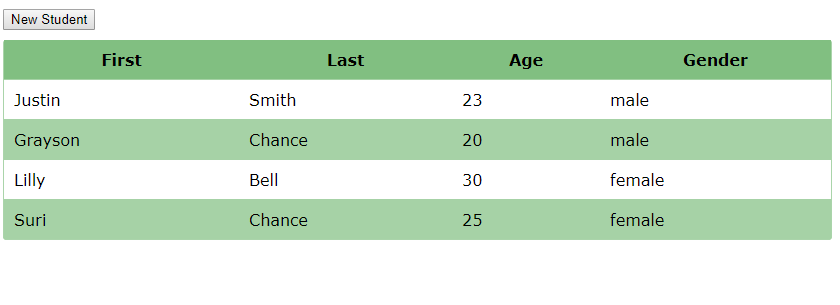 New Student
First Last Age Gender
Justin Smith 23 male
Grayson Chance 20 male
Lilly Bell 30 female
Suri Chance 25 female